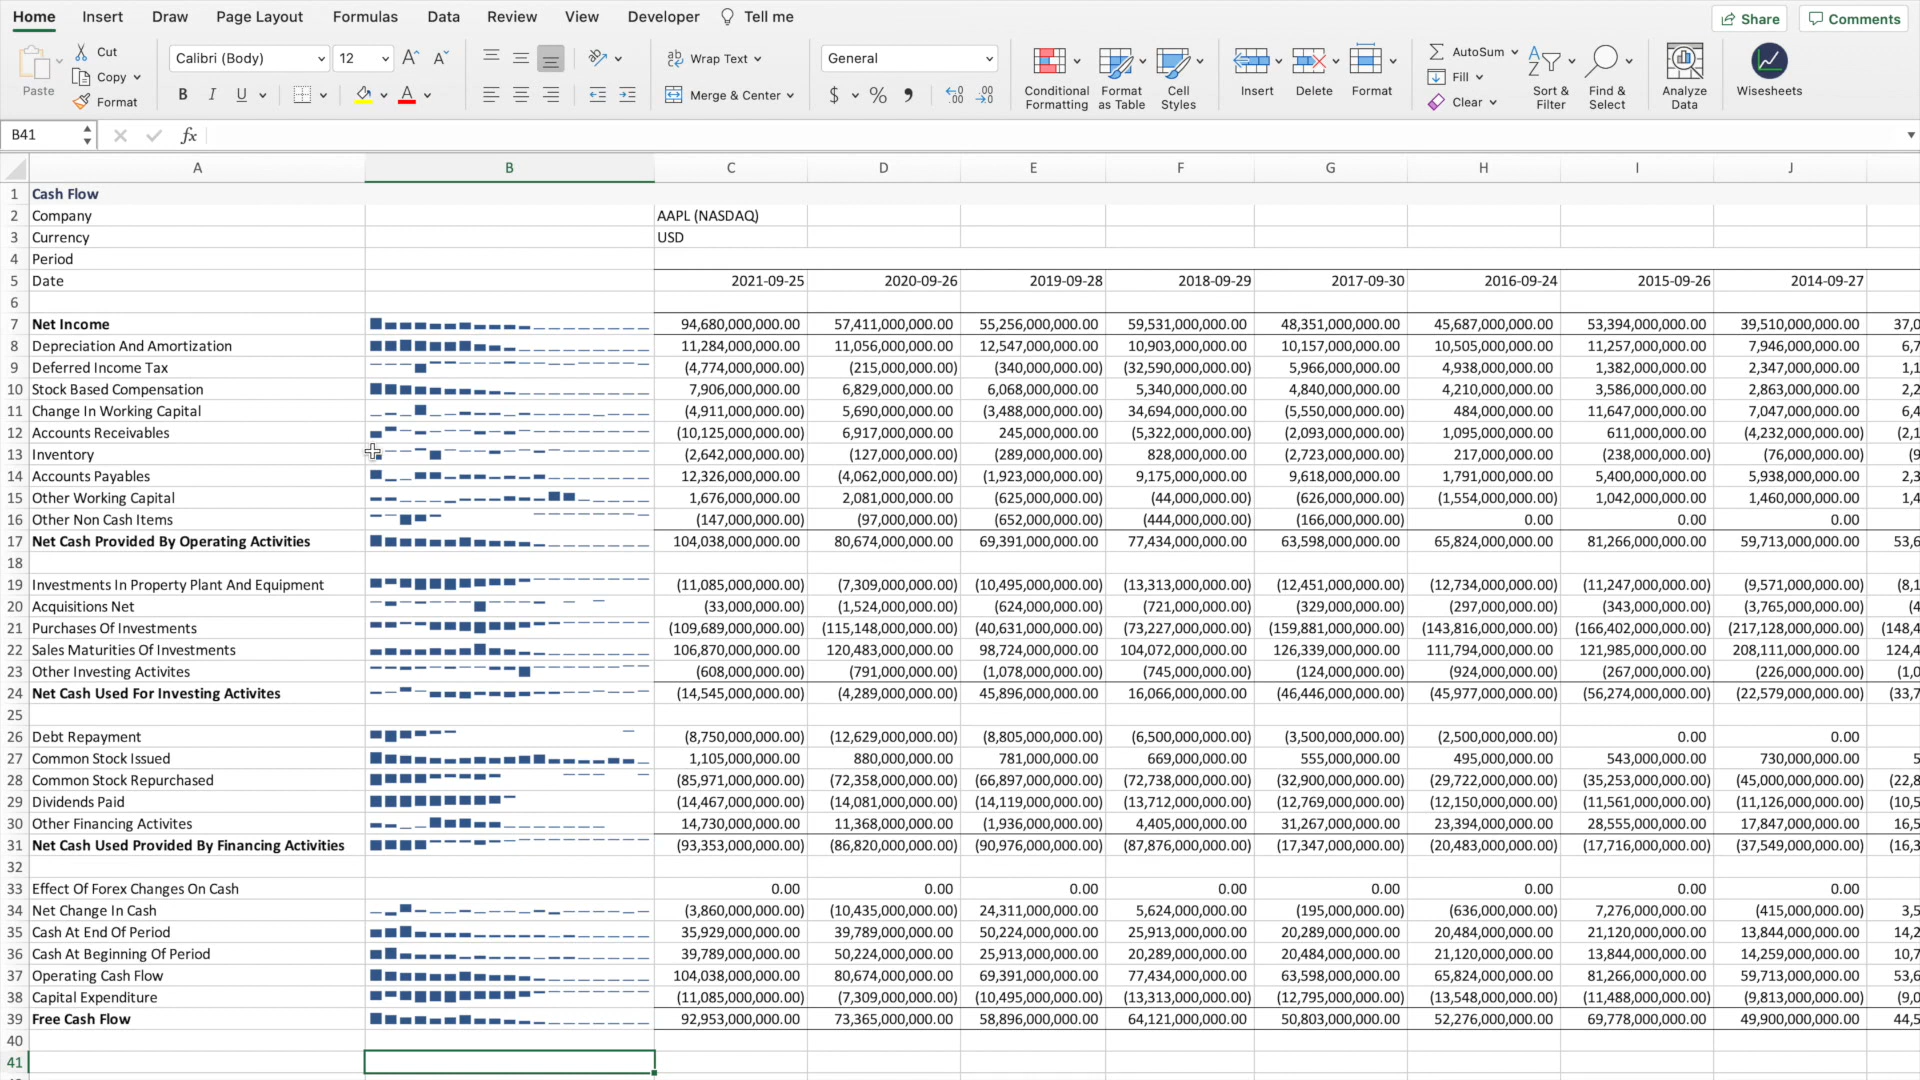 Home Insert Draw Page Layout Formulas Data Review View Developer Tell me Share Comments
Paste Cut Copy Format
Calibri (Body) 12
B I U
Wrap Text
Merge & Center
General
$ %
Conditional Formatting Format as Table Cell Styles Insert Delete Format
AutoSum Fill Clear
Sort & Filter Find & Select Analyze Data Wisesheets
B41 fx
A B C D E F G H I J
1 Cash Flow
2 Company AAPL (NASDAQ)
3 Currency USD
4 Period
5 Date 2021-09-25 2020-09-26 2019-09-28 2018-09-29 2017-09-30 2016-09-24 2015-09-26 2014-09-27
6
7 Net Income 94,680,000,000.00 57,411,000,000.00 55,256,000,000.00 59,531,000,000.00 48,351,000,000.00 45,687,000,000.00 53,394,000,000.00 39,510,000,000.00 37,0
8 Depreciation And Amortization 11,284,000,000.00 11,056,000,000.00 12,547,000,000.00 10,903,000,000.00 10,157,000,000.00 10,505,000,000.00 11,257,000,000.00 7,946,000,000.00 6,7
9 Deferred Income Tax (4,774,000,000.00) (215,000,000.00) (340,000,000.00) (32,590,000,000.00) 5,966,000,000.00 4,938,000,000.00 1,382,000,000.00 2,347,000,000.00 1,1
10 Stock Based Compensation 7,906,000,000.00 6,829,000,000.00 6,068,000,000.00 5,340,000,000.00 4,840,000,000.00 4,210,000,000.00 3,586,000,000.00 2,863,000,000.00 2,2
11 Change In Working Capital (4,911,000,000.00) 5,690,000,000.00 (3,488,000,000.00) 34,694,000,000.00 (5,550,000,000.00) 484,000,000.00 11,647,000,000.00 7,047,000,000.00 6,4
12 Accounts Receivables (10,125,000,000.00) 6,917,000,000.00 245,000,000.00 (5,322,000,000.00) (2,093,000,000.00) 1,095,000,000.00 611,000,000.00 (4,232,000,000.00) (2,1
13 Inventory (2,642,000,000.00) (127,000,000.00) (289,000,000.00) 828,000,000.00 (2,723,000,000.00) 217,000,000.00 (238,000,000.00) (76,000,000.00) (9
14 Accounts Payables 12,326,000,000.00 (4,062,000,000.00) (1,923,000,000.00) 9,175,000,000.00 9,618,000,000.00 1,791,000,000.00 5,400,000,000.00 5,938,000,000.00 2,3
15 Other Working Capital 1,676,000,000.00 2,081,000,000.00 (625,000,000.00) (44,000,000.00) (626,000,000.00) (1,554,000,000.00) 1,042,000,000.00 1,460,000,000.00 1,4
16 Other Non Cash Items (147,000,000.00) (97,000,000.00) (652,000,000.00) (444,000,000.00) (166,000,000.00) 0.00 0.00 0.00
17 Net Cash Provided By Operating Activities 104,038,000,000.00 80,674,000,000.00 69,391,000,000.00 77,434,000,000.00 63,598,000,000.00 65,824,000,000.00 81,266,000,000.00 59,713,000,000.00 53,6
18
19 Investments In Property Plant And Equipment (11,085,000,000.00) (7,309,000,000.00) (10,495,000,000.00) (13,313,000,000.00) (12,451,000,000.00) (12,734,000,000.00) (11,247,000,000.00) (9,571,000,000.00) (8,1
20 Acquisitions Net (33,000,000.00) (1,524,000,000.00) (624,000,000.00) (721,000,000.00) (329,000,000.00) (297,000,000.00) (343,000,000.00) (3,765,000,000.00) (4
21 Purchases Of Investments (109,689,000,000.00) (115,148,000,000.00) (40,631,000,000.00) (73,227,000,000.00) (159,881,000,000.00) (143,816,000,000.00) (166,402,000,000.00) (217,128,000,000.00) (148,4
22 Sales Maturities Of Investments 106,870,000,000.00 120,483,000,000.00 98,724,000,000.00 104,072,000,000.00 126,339,000,000.00 111,794,000,000.00 121,985,000,000.00 208,111,000,000.00 124,4
23 Other Investing Activites (608,000,000.00) (791,000,000.00) (1,078,000,000.00) (745,000,000.00) (124,000,000.00) (924,000,000.00) (267,000,000.00) (226,000,000.00) (1,0
24 Net Cash Used For Investing Activites (14,545,000,000.00) (4,289,000,000.00) 45,896,000,000.00 16,066,000,000.00 (46,446,000,000.00) (45,977,000,000.00) (56,274,000,000.00) (22,579,000,000.00) (33,7
25
26 Debt Repayment (8,750,000,000.00) (12,629,000,000.00) (8,805,000,000.00) (6,500,000,000.00) (3,500,000,000.00) (2,500,000,000.00) 0.00 0.00
27 Common Stock Issued 1,105,000,000.00 880,000,000.00 781,000,000.00 669,000,000.00 555,000,000.00 495,000,000.00 543,000,000.00 730,000,000.00 5
28 Common Stock Repurchased (85,971,000,000.00) (72,358,000,000.00) (66,897,000,000.00) (72,738,000,000.00) (32,900,000,000.00) (29,722,000,000.00) (35,253,000,000.00) (45,000,000,000.00) (22,8
29 Dividends Paid (14,467,000,000.00) (14,081,000,000.00) (14,119,000,000.00) (13,712,000,000.00) (12,769,000,000.00) (12,150,000,000.00) (11,561,000,000.00) (11,126,000,000.00) (10,5
30 Other Financing Activites 14,730,000,000.00 11,368,000,000.00 (1,936,000,000.00) 4,405,000,000.00 31,267,000,000.00 23,394,000,000.00 28,555,000,000.00 17,847,000,000.00 16,5
31 Net Cash Used Provided By Financing Activities (93,353,000,000.00) (86,820,000,000.00) (90,976,000,000.00) (87,876,000,000.00) (17,347,000,000.00) (20,483,000,000.00) (17,716,000,000.00) (37,549,000,000.00) (16,3
32
33 Effect Of Forex Changes On Cash 0.00 0.00 0.00 0.00 0.00 0.00 0.00 0.00
34 Net Change In Cash (3,860,000,000.00) (10,435,000,000.00) 24,311,000,000.00 5,624,000,000.00 (195,000,000.00) (636,000,000.00) 7,276,000,000.00 (415,000,000.00) 3,5
35 Cash At End Of Period 35,929,000,000.00 39,789,000,000.00 50,224,000,000.00 25,913,000,000.00 20,289,000,000.00 20,484,000,000.00 21,120,000,000.00 13,844,000,000.00 14,2
36 Cash At Beginning Of Period 39,789,000,000.00 50,224,000,000.00 25,913,000,000.00 20,289,000,000.00 20,484,000,000.00 21,120,000,000.00 13,844,000,000.00 14,259,000,000.00 10,7
37 Operating Cash Flow 104,038,000,000.00 80,674,000,000.00 69,391,000,000.00 77,434,000,000.00 63,598,000,000.00 65,824,000,000.00 81,266,000,000.00 59,713,000,000.00 53,6
38 Capital Expenditure (11,085,000,000.00) (7,309,000,000.00) (10,495,000,000.00) (13,313,000,000.00) (12,795,000,000.00) (13,548,000,000.00) (11,488,000,000.00) (9,813,000,000.00) (9,0
39 Free Cash Flow 92,953,000,000.00 73,365,000,000.00 58,896,000,000.00 64,121,000,000.00 50,803,000,000.00 52,276,000,000.00 69,778,000,000.00 49,900,000,000.00 44,5
40
41